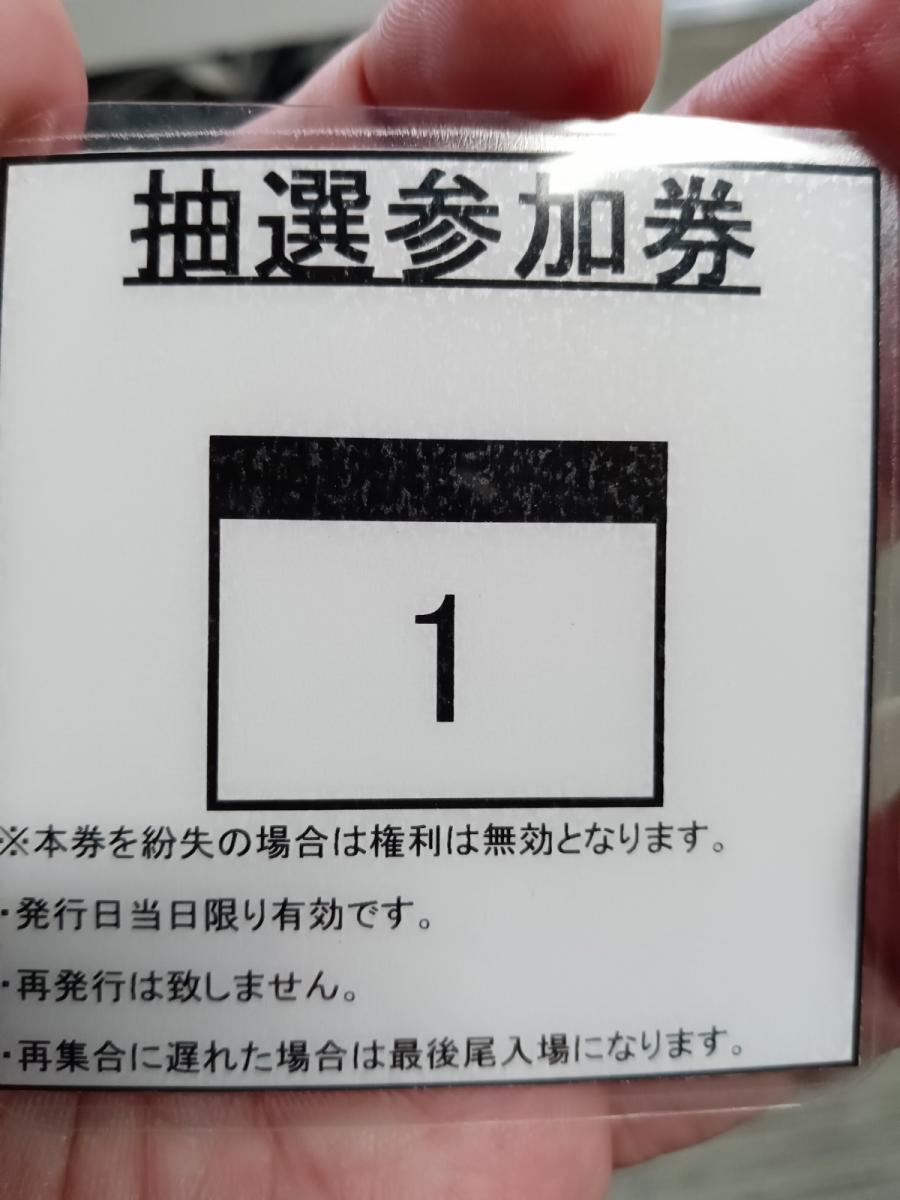 抽選参加券
1
※本券を紛失の場合は権利は無効となります。
・発行日当日限り有効です。
・再発行は致しません。
・再集合に遅れた場合は最後尾入場になります。